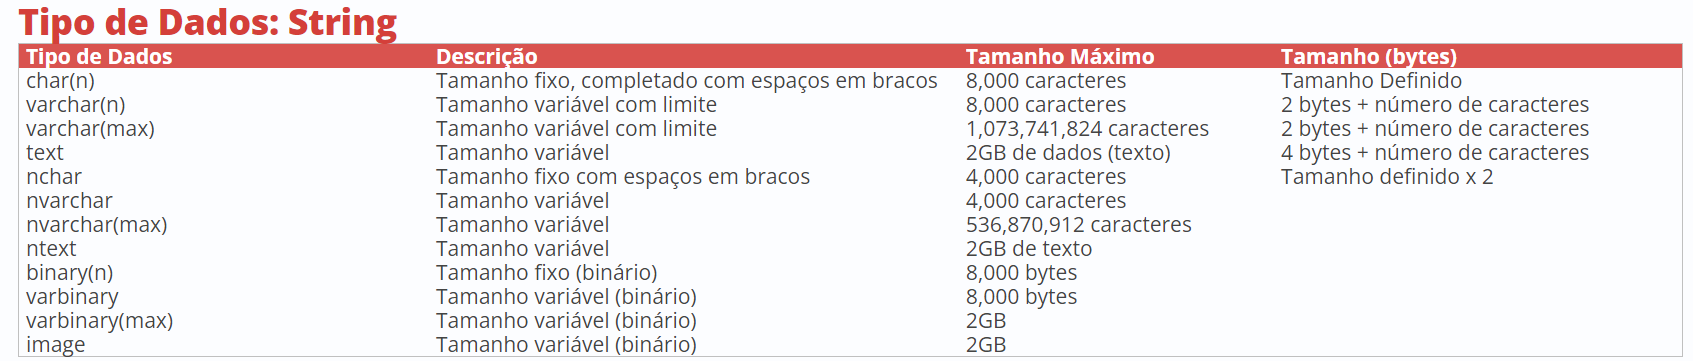 Tipo de Dados: String
Tipo de Dados Descrição Tamanho Máximo Tamanho (bytes)
char(n) Tamanho fixo, completado com espaços em bracos 8,000 caracteres Tamanho Definido
varchar(n) Tamanho variável com limite 8,000 caracteres 2 bytes + número de caracteres
varchar(max) Tamanho variável com limite 1,073,741,824 caracteres 2 bytes + número de caracteres
text Tamanho variável 2GB de dados (texto) 4 bytes + número de caracteres
nchar Tamanho fixo com espaços em bracos 4,000 caracteres Tamanho definido x 2
nvarchar Tamanho variável 4,000 caracteres
nvarchar(max) Tamanho variável 536,870,912 caracteres
ntext Tamanho variável 2GB de texto
binary(n) Tamanho fixo (binário) 8,000 bytes
varbinary Tamanho variável (binário) 8,000 bytes
varbinary(max) Tamanho variável (binário) 2GB
image Tamanho variável (binário) 2GB